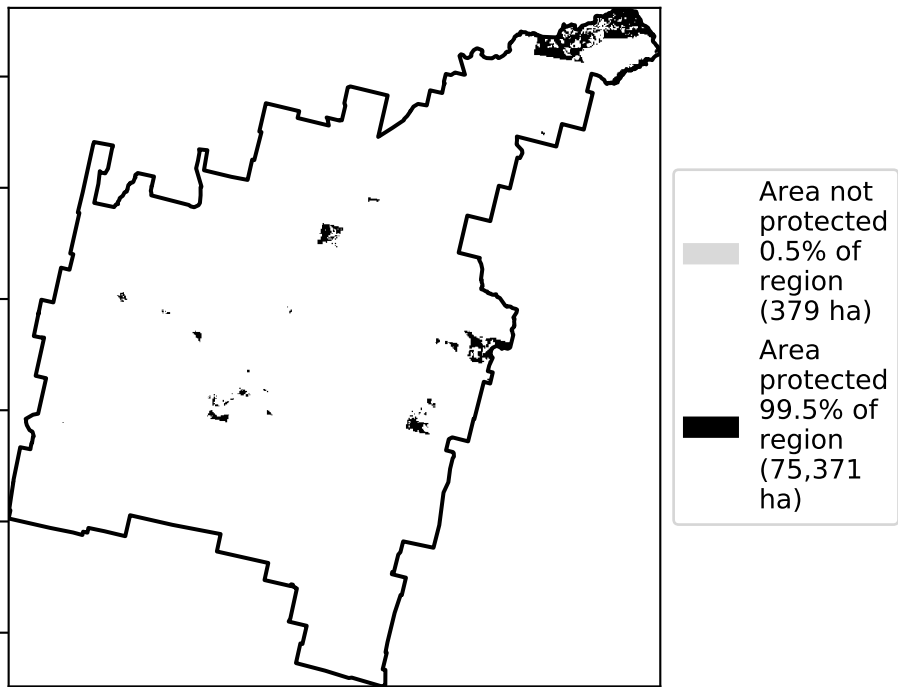 Area not
protected
0.5% of
region
(379 ha)
Area
protected
99.5% of
region
(75,371
ha)